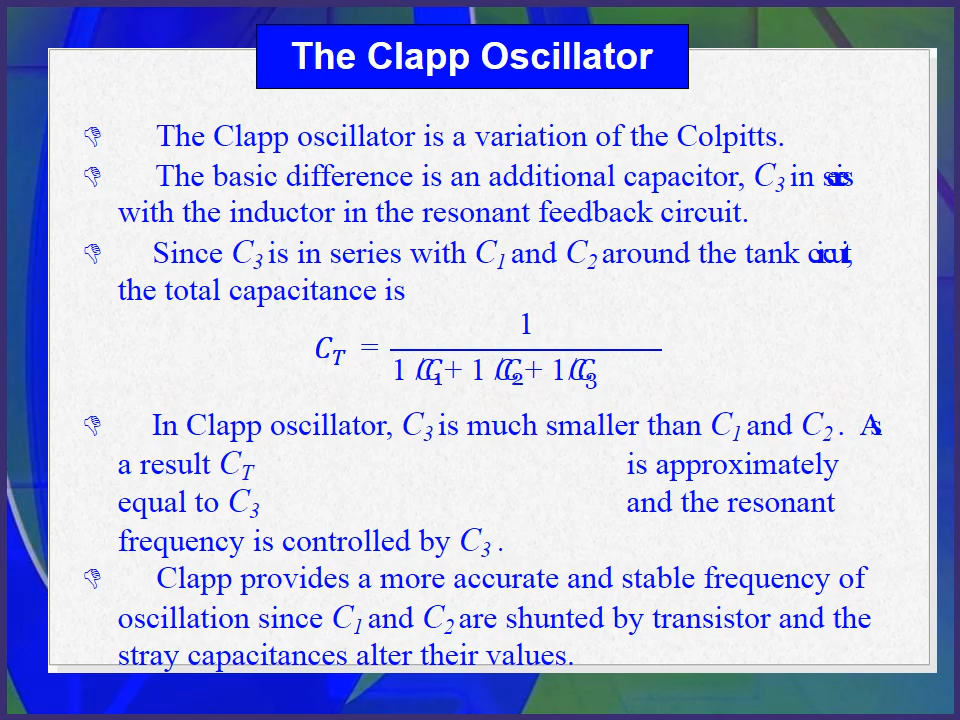 The Clapp Oscillator
The Clapp oscillator is a variation of the Colpitts.
The basic difference is an additional capacitor, C3 in series
with the inductor in the resonant feedback circuit.
Since C3 is in series with C1 and C2 around the tank circuit,
the total capacitance is
CT = 1
1 /C1 + 1 /C2 + 1/C3
In Clapp oscillator, C3 is much smaller than C1 and C2 . As
a result CT is approximately
equal to C3 and the resonant
frequency is controlled by C3 .
Clapp provides a more accurate and stable frequency of
oscillation since C1 and C2 are shunted by transistor and the
stray capacitances alter their values.